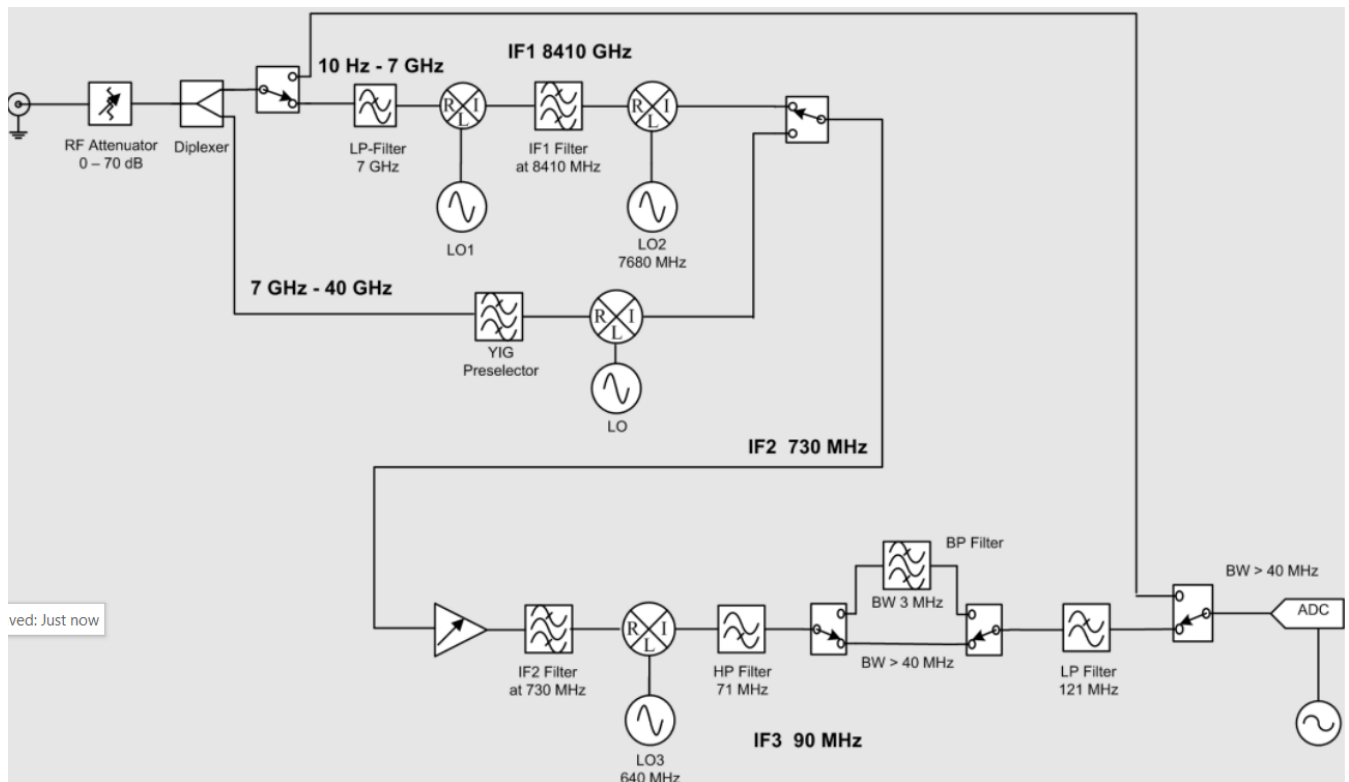 10 Hz - 7 GHz
IF1 8410 GHz
RF Attenuator
0 – 70 dB
Diplexer
LP-Filter
7 GHz
R
I
L
IF1 Filter
at 8410 MHz
R
I
L
LO1
LO2
7680 MHz
7 GHz - 40 GHz
YIG
Preselector
R
I
L
LO
IF2 730 MHz
ved: Just now
IF2 Filter
at 730 MHz
R
I
L
LO3
640 MHz
HP Filter
71 MHz
BP Filter
BW 3 MHz
BW > 40 MHz
LP Filter
121 MHz
BW > 40 MHz
ADC
IF3 90 MHz